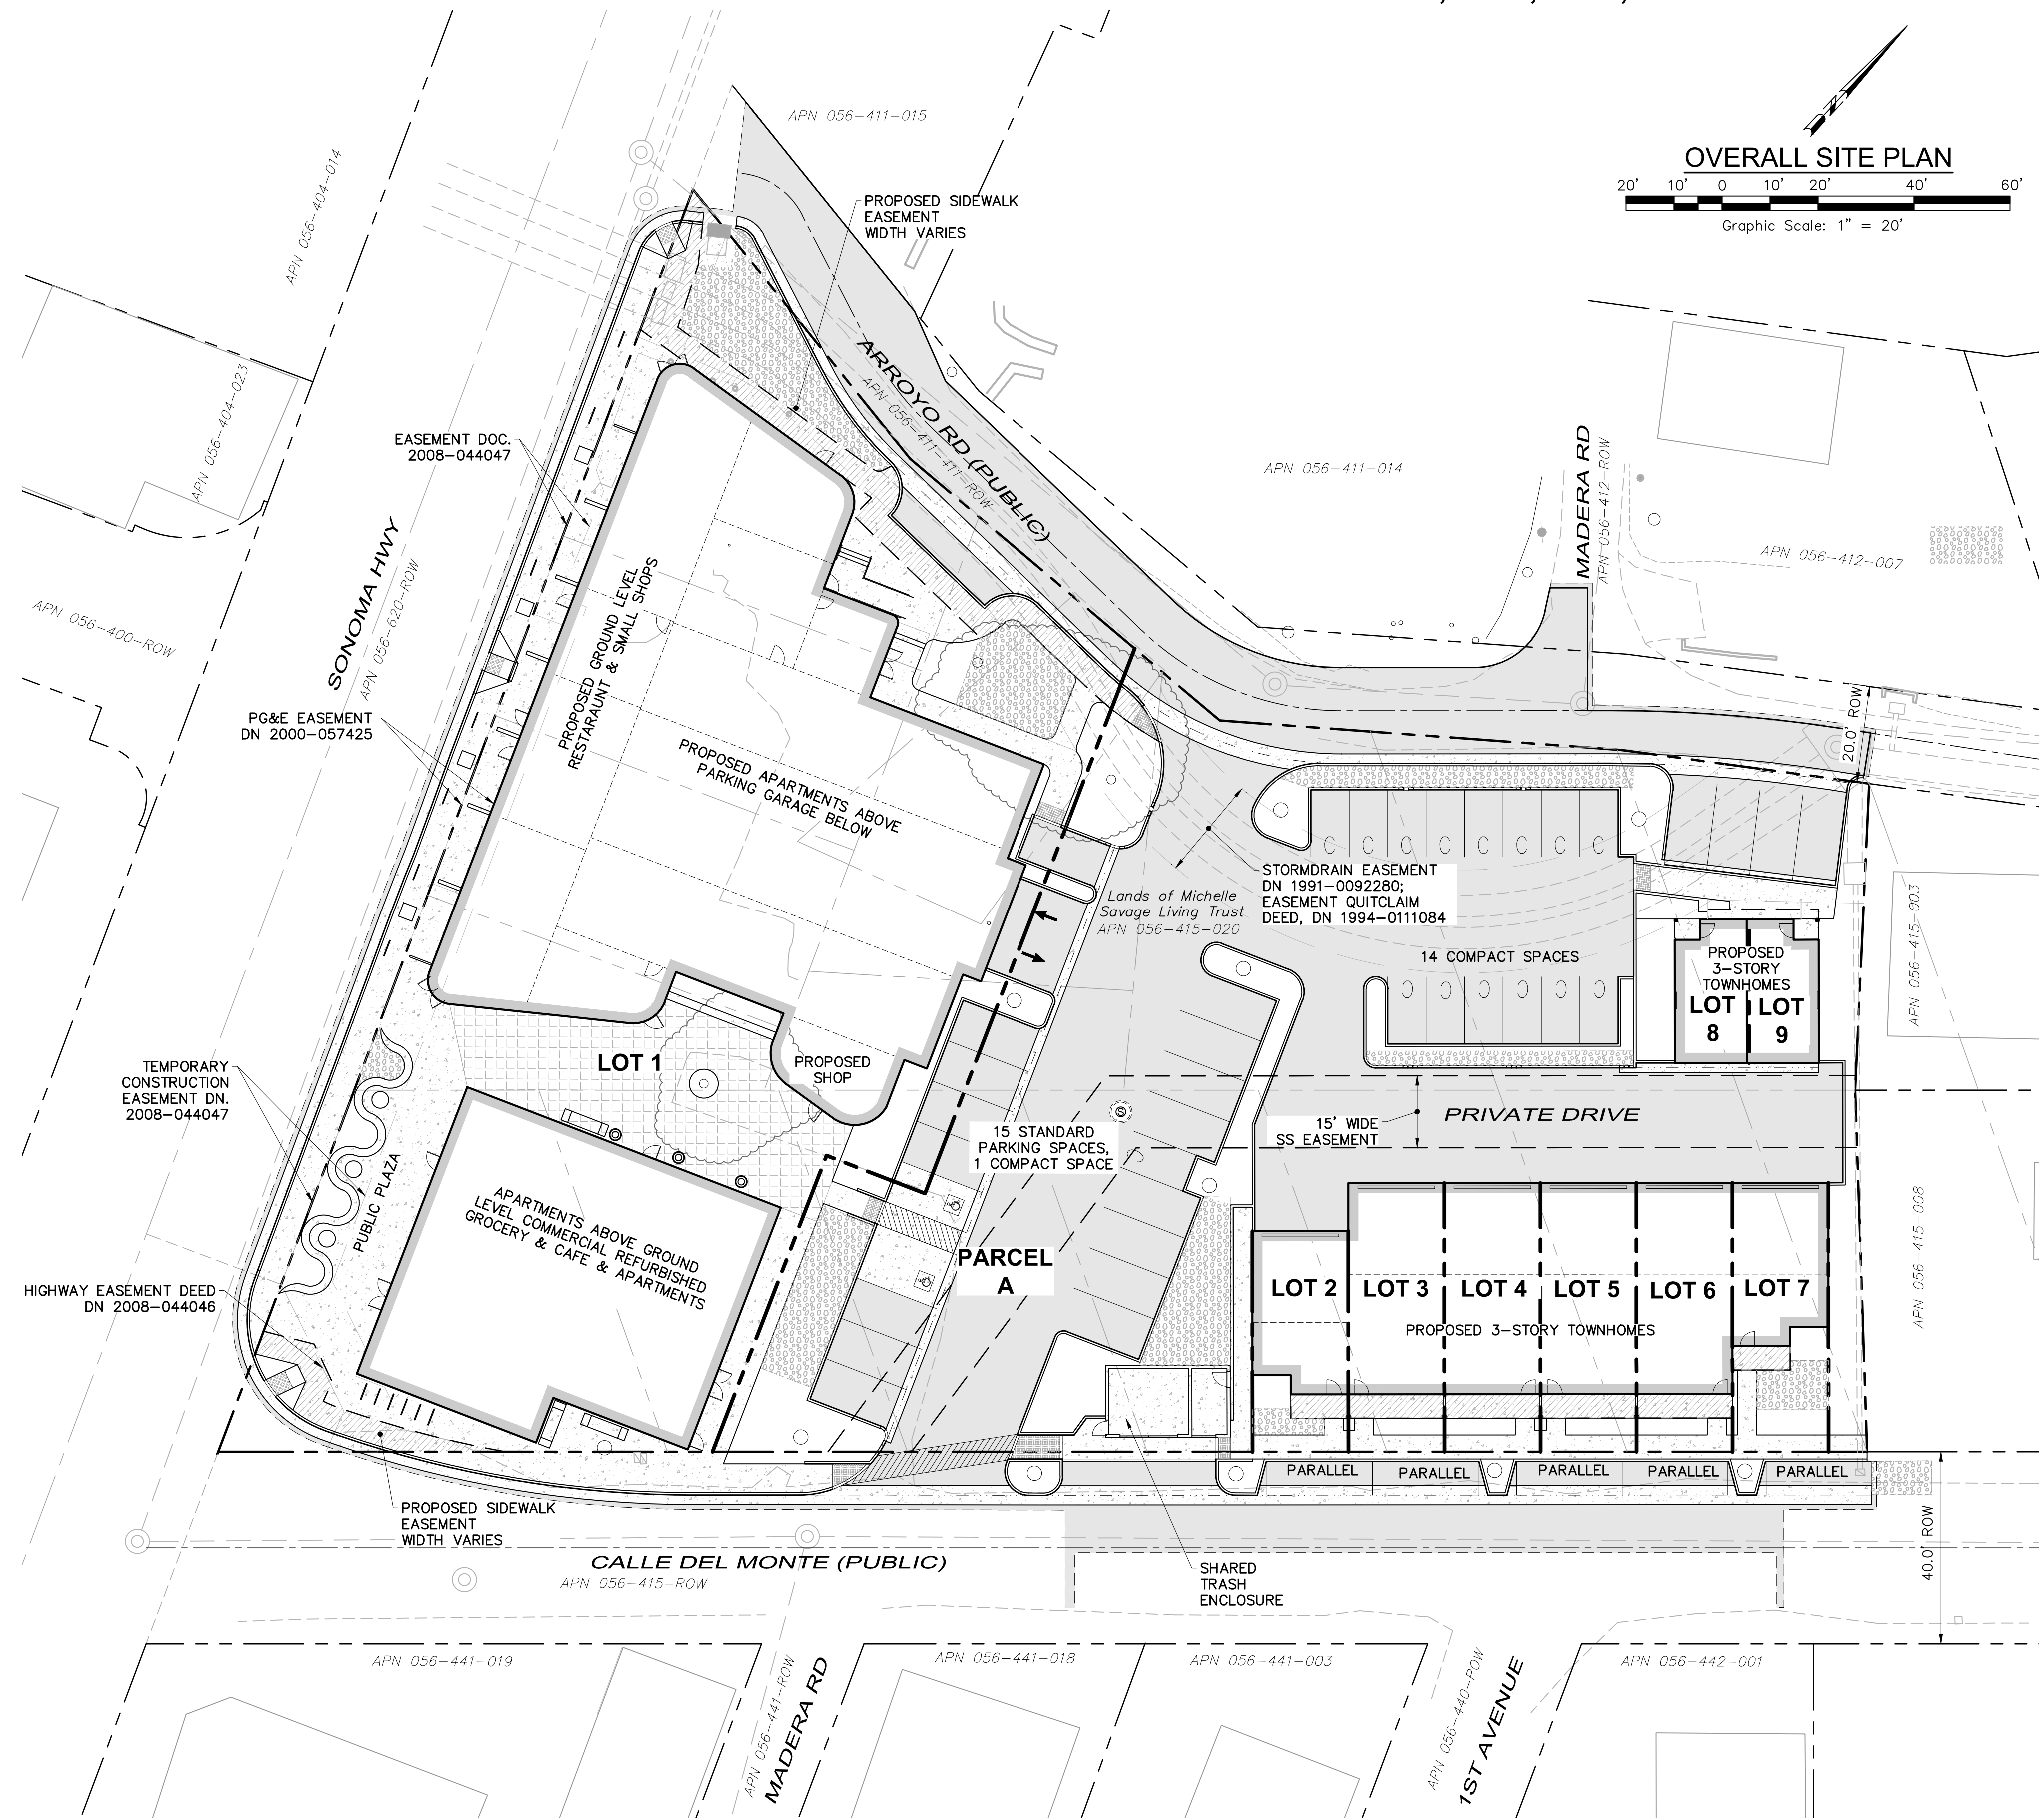 APN 056-411-015
OVERALL SITE PLAN
20' 10' 0 10' 20' 40' 60'
Graphic Scale: 1" = 20'
N
APN 056-404-014
PROPOSED SIDEWALK
EASEMENT
WIDTH VARIES
ARROYO RD (PUBLIC)
APN 056-411-411-ROW
APN 056-404-023
EASEMENT DOC.
2008-044047
APN 056-411-014
MADERA RD
APN 056-412-ROW
APN 056-412-007
SONOMA HWY
APN 056-620-ROW
APN 056-400-ROW
PROPOSED GROUND LEVEL
RESTARAUNT & SMALL SHOPS
PG&E EASEMENT
DN 2000-057425
PROPOSED APARTMENTS ABOVE
PARKING GARAGE BELOW
20.0' ROW
C C C C C C C C
STORMDRAIN EASEMENT
DN 1991-0092280;
EASEMENT QUITCLAIM
DEED, DN 1994-0111084
Lands of Michelle
Savage Living Trust
APN 056-415-020
APN 056-415-003
14 COMPACT SPACES
C C C C C C
PROPOSED
3-STORY
TOWNHOMES
LOT
8
LOT
9
LOT 1
PROPOSED
SHOP
TEMPORARY
CONSTRUCTION
EASEMENT DN.
2008-044047
S
PRIVATE DRIVE
15' WIDE
SS EASEMENT
15 STANDARD
PARKING SPACES,
1 COMPACT SPACE
C
PUBLIC PLAZA
APARTMENTS ABOVE GROUND
LEVEL COMMERCIAL REFURBISHED
GROCERY & CAFE & APARTMENTS
APN 056-415-008
PARCEL
A
HIGHWAY EASEMENT DEED
DN 2008-044046
LOT 2
LOT 3
LOT 4
LOT 5
LOT 6
LOT 7
PROPOSED 3-STORY TOWNHOMES
PARALLEL
PARALLEL
PARALLEL
PARALLEL
PARALLEL
PROPOSED SIDEWALK
EASEMENT
WIDTH VARIES
40.0' ROW
CALLE DEL MONTE (PUBLIC)
APN 056-415-ROW
SHARED
TRASH
ENCLOSURE
APN 056-441-019
APN 056-441-018
APN 056-441-003
APN 056-442-001
APN 056-441-ROW
MADERA RD
APN 056-440-ROW
1ST AVENUE